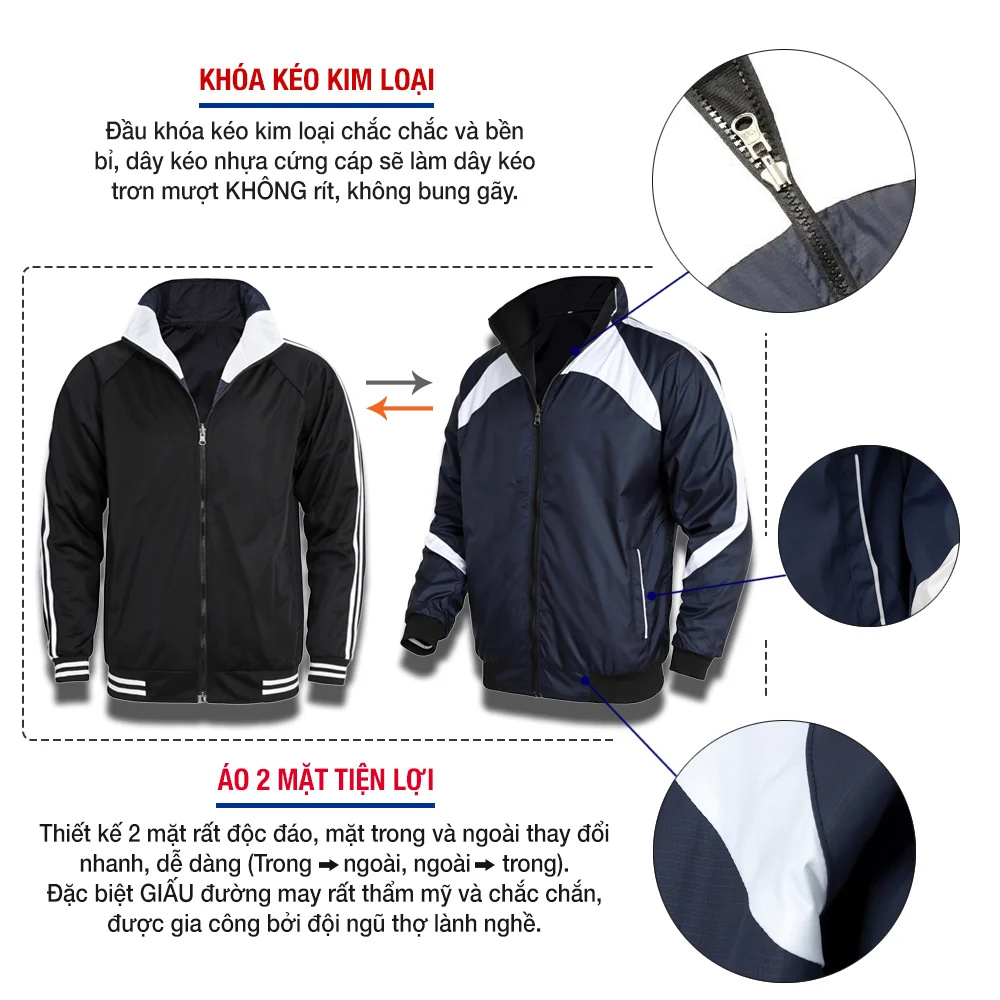 KHÓA KÉO KIM LOẠI
Đầu khóa kéo kim loại chắc chắc và bền
bỉ, dây kéo nhựa cứng cáp sẽ làm dây kéo
trơn mượt KHÔNG rít, không bung gãy.
ÁO 2 MẶT TIỆN LỢI
Thiết kế 2 mặt rất độc đáo, mặt trong và ngoài thay đổi
nhanh, dễ dàng (Trong ➡ ngoài, ngoài ➡ trong).
Đặc biệt GIẤU đường may rất thẩm mỹ và chắc chắn,
được gia công bởi đội ngũ thợ lành nghề.